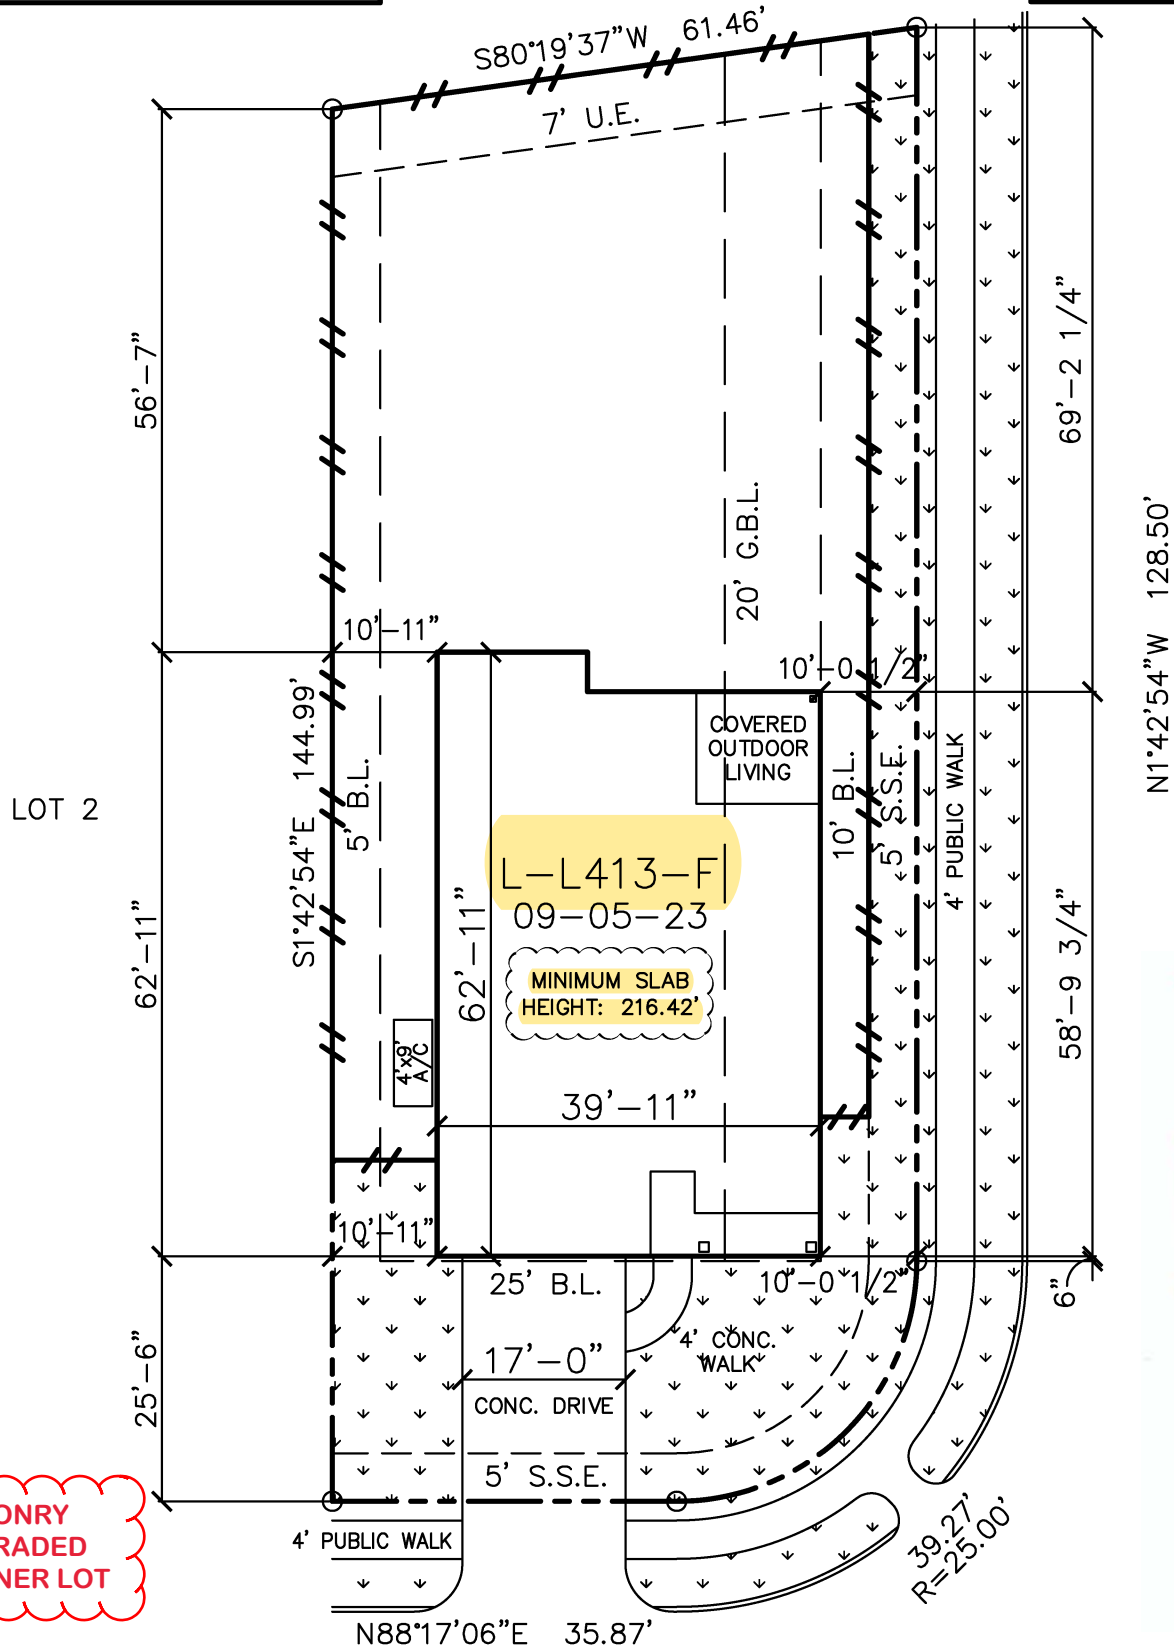 S80°19'37"W 61.46'
7' U.E.
56'-7"
69'-2 1/4"
N1°42'54"W 128.50'
20' G.B.L.
10'-11"
10'-0 1/2"
S1°42'54"E 144.99'
5' B.L.
COVERED
OUTDOOR
LIVING
10' B.L.
5' S.S.E.
4' PUBLIC WALK
LOT 2
L-L413-F
09-05-23
MINIMUM SLAB
HEIGHT: 216.42'
62'-11"
62'-11"
58'-9 3/4"
4'x9'
A/C
39'-11"
10'-11"
25' B.L.
10'-0 1/2"
6"
25'-6"
4' CONC.
WALK
17'-0"
CONC. DRIVE
5' S.S.E.
4' PUBLIC WALK
ONRY
RADED
NER LOT
39.27'
R=25.00'
N88°17'06"E 35.87'